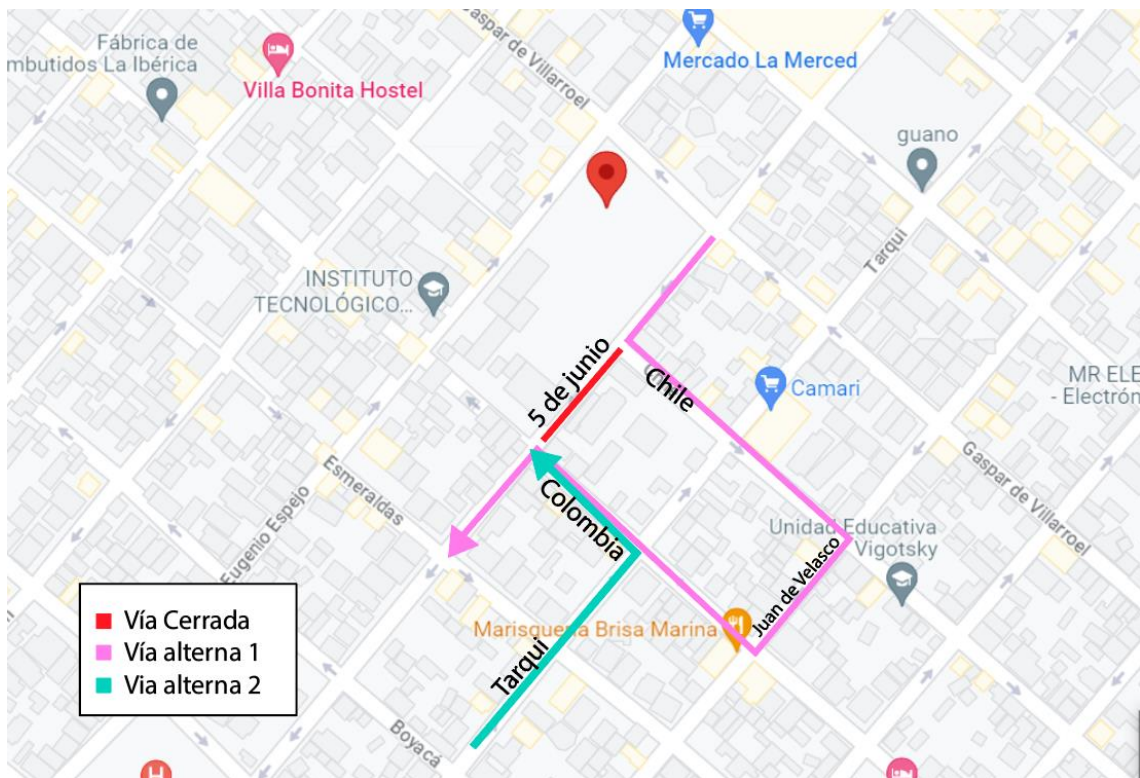 Gaspar de Villarroel
Fábrica de
mbutidos La Ibérica
Villa Bonita Hostel
Mercado La Merced
guano
Tarqui
INSTITUTO
TECNOLÓGICO...
5 de junio
Chile
Camari
MR ELE
- Electrón
Esmeraldas
Eugenio Espejo
Colombia
Gaspar de Villarroel
Unidad Educativa
Vigotsky
Juan de Velasco
Marisqueria Brisa Marina
Tarqui
Boyacá
Vía Cerrada
Vía alterna 1
Via alterna 2
H